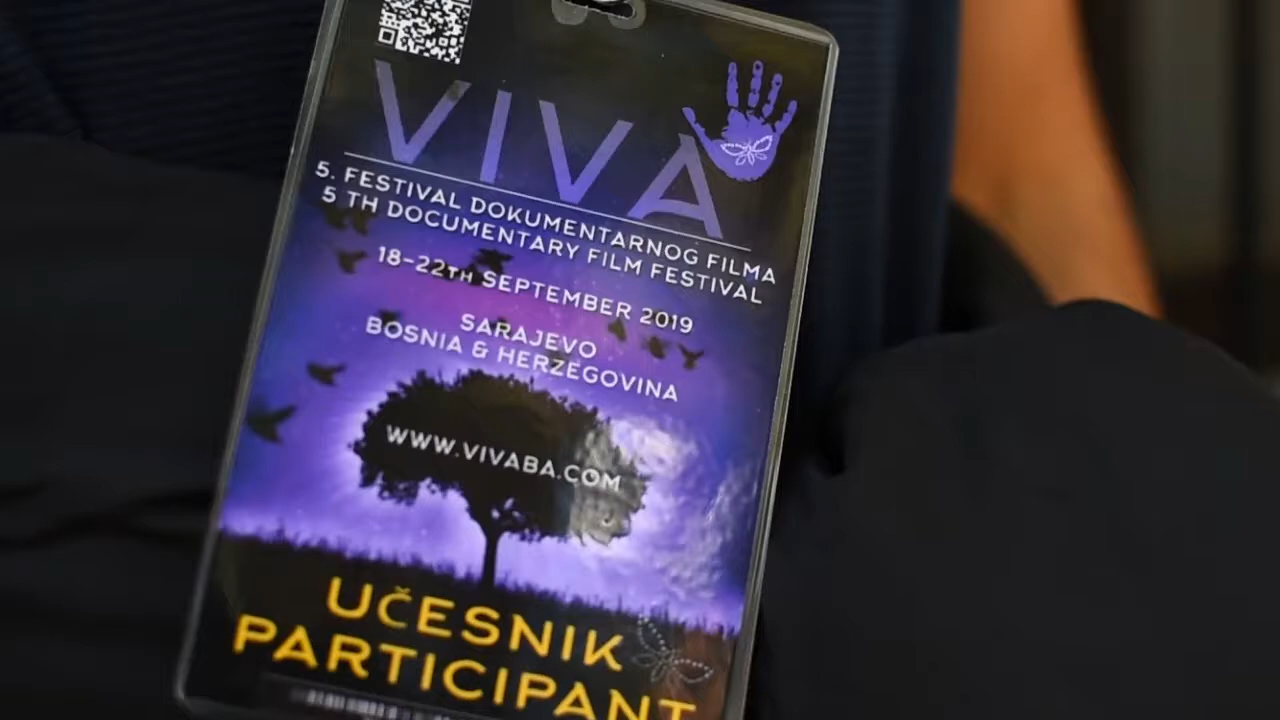 VIVA
5. FESTIVAL DOKUMENTARNOG FILMA
5 TH DOCUMENTARY FILM FESTIVAL
18-22TH SEPTEMBER 2019
SARAJEVO
BOSNIA & HERZEGOVINA
WWW.VIVABA.COM
UČESNIK
PARTICIPANT